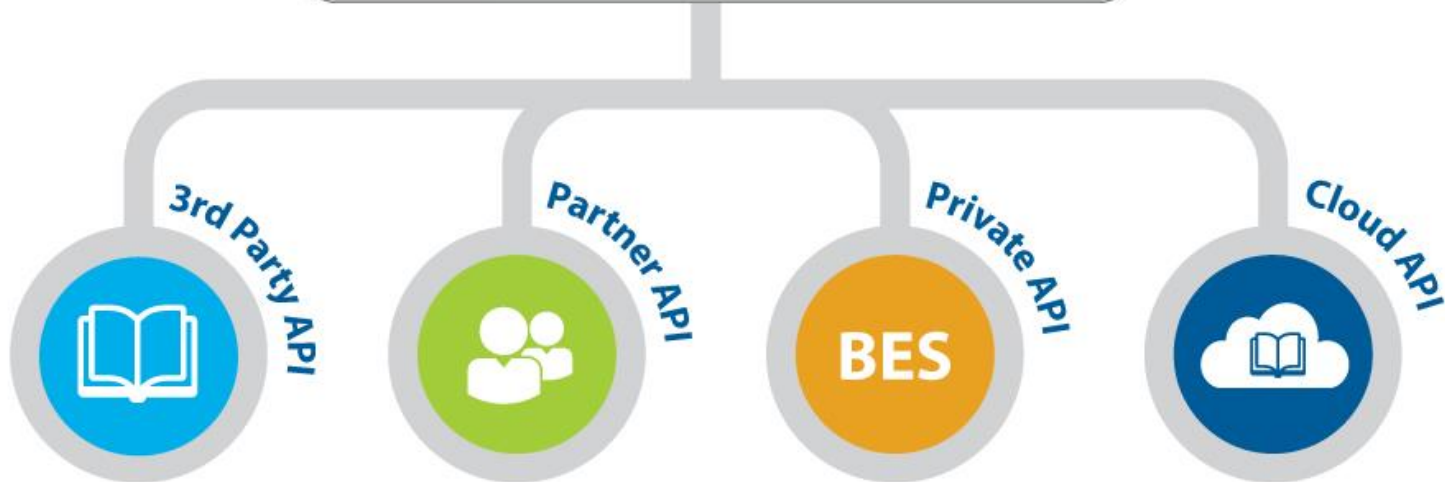 3rd Party API
Partner API
Private API
Cloud API
BES